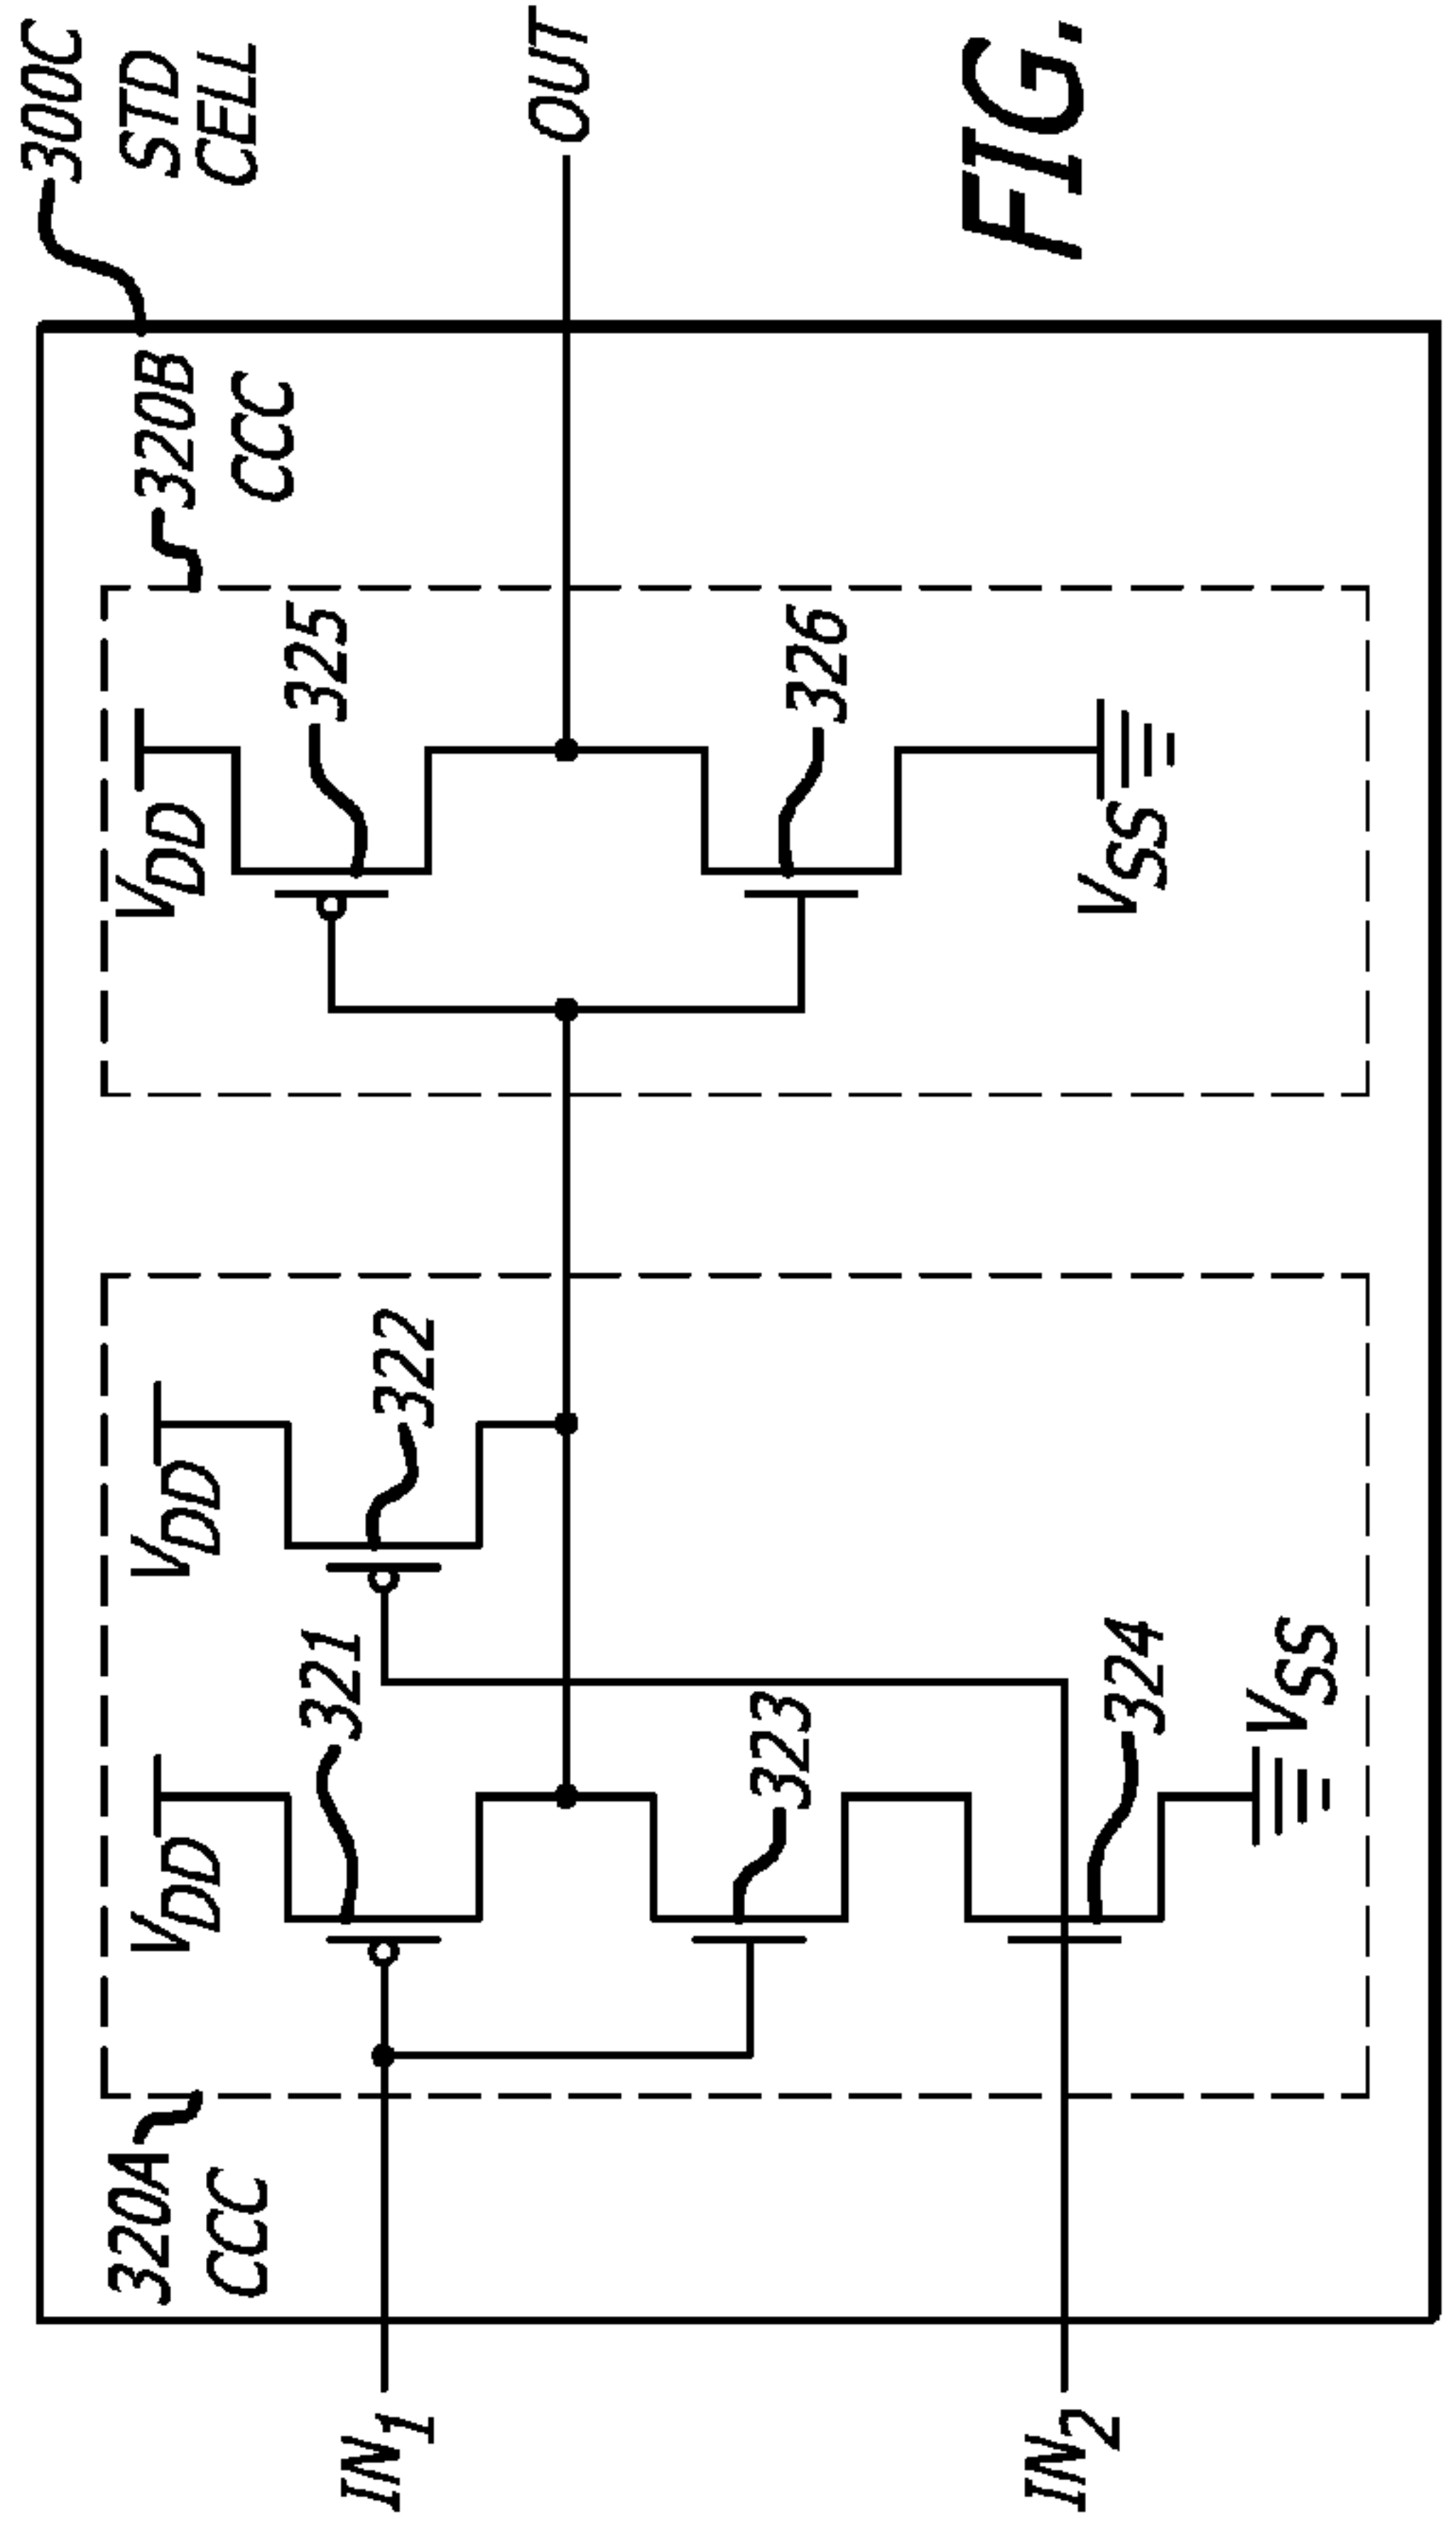 300C
STD
CELL
320A
CCC
320B
CCC
VDD
VDD
VDD
321
322
325
IN1
OUT
323
326
IN2
324
VSS
VSS
FIG.